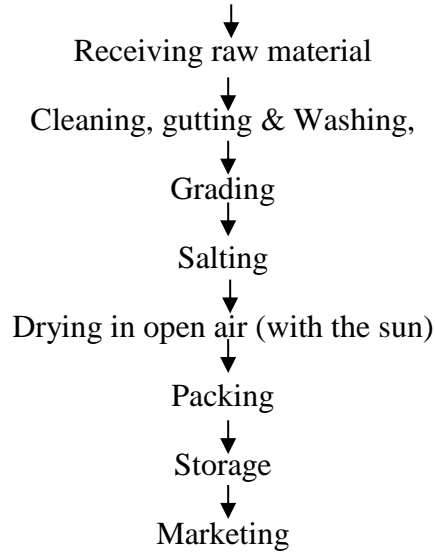 Receiving raw material
Cleaning, gutting & Washing,
Grading
Salting
Drying in open air (with the sun)
Packing
Storage
Marketing